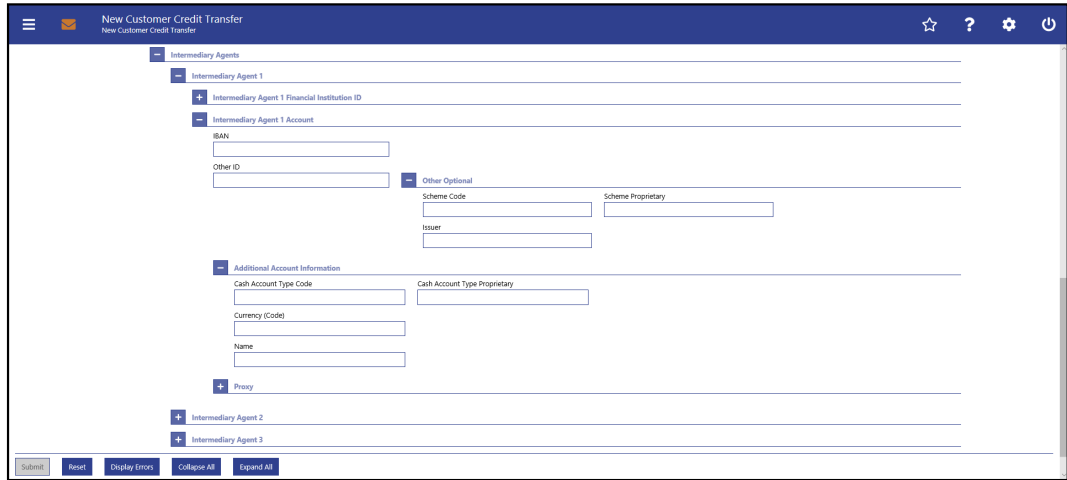 New Customer Credit Transfer
New Customer Credit Transfer
Intermediary Agents
Intermediary Agent 1
Intermediary Agent 1 Financial Institution ID
Intermediary Agent 1 Account
IBAN
Other ID
Other Optional
Scheme Code Scheme Proprietary
Issuer
Additional Account Information
Cash Account Type Code Cash Account Type Proprietary
Currency (Code)
Name
Proxy
Intermediary Agent 2
Intermediary Agent 3
Submit Reset Display Errors Collapse All Expand All